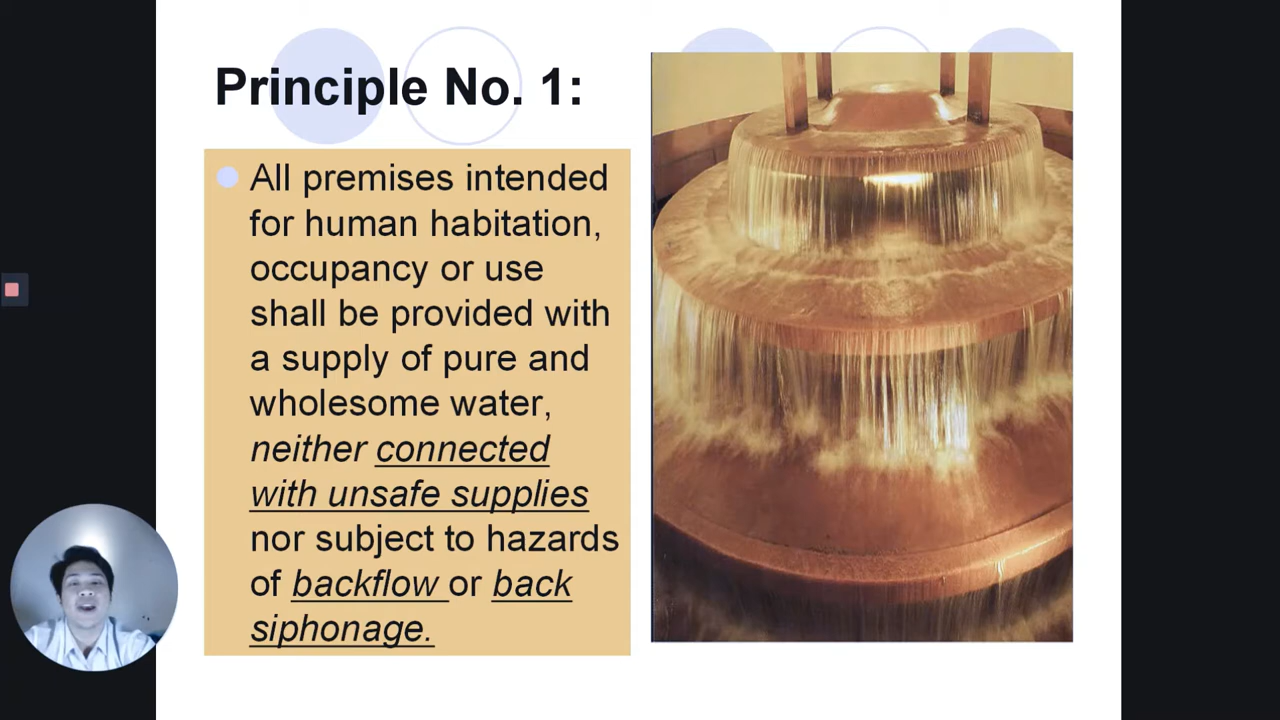 Principle No. 1:
All premises intended
for human habitation,
occupancy or use
shall be provided with
a supply of pure and
wholesome water,
neither connected
with unsafe supplies
nor subject to hazards
of backflow or back
siphonage.